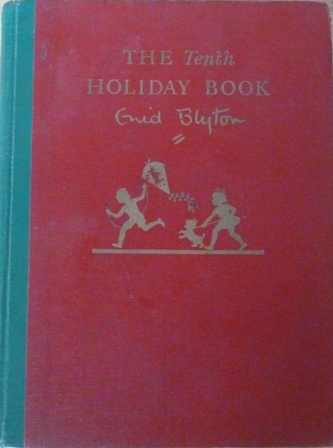 THE Tenth
HOLIDAY BOOK
Enid Blyton